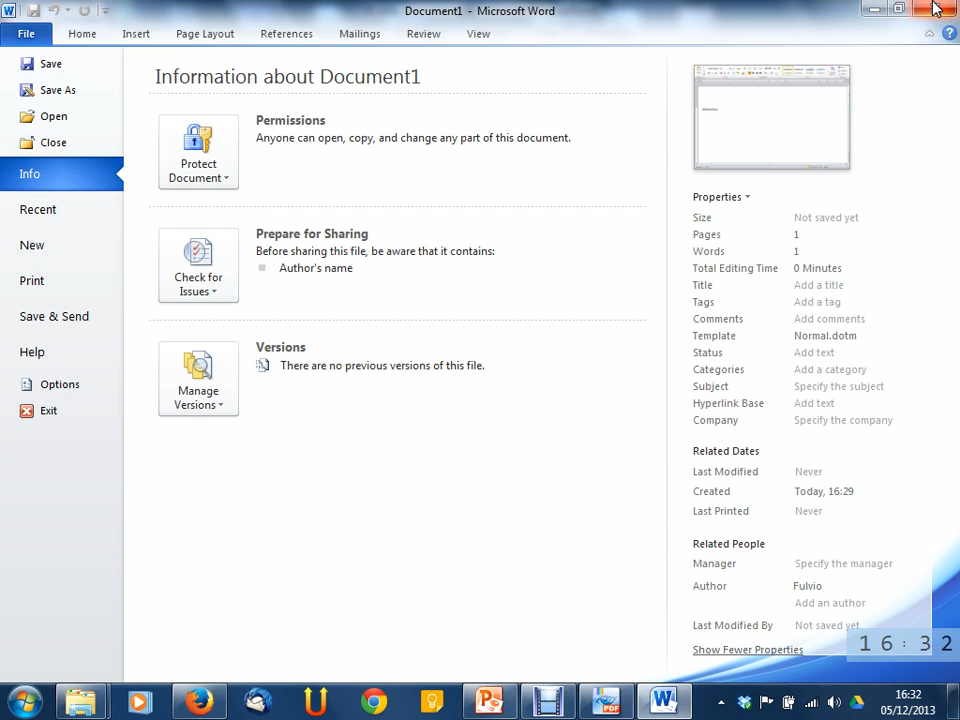 Document1 - Microsoft Word
File Home Insert Page Layout References Mailings Review View
Save
Save As
Open
Close
Info
Recent
New
Print
Save & Send
Help
Options
Exit
Information about Document1
Protect
Document
Permissions
Anyone can open, copy, and change any part of this document.
Check for
Issues
Prepare for Sharing
Before sharing this file, be aware that it contains:
Author's name
Manage
Versions
Versions
There are no previous versions of this file.
Properties
Size Not saved yet
Pages 1
Words 1
Total Editing Time 0 Minutes
Title Add a title
Tags Add a tag
Comments Add comments
Template Normal.dotm
Status Add text
Categories Add a category
Subject Specify the subject
Hyperlink Base Add text
Company Specify the company
Related Dates
Last Modified Never
Created Today, 16:29
Last Printed Never
Related People
Manager Specify the manager
Author Fulvio
Add an author
Last Modified By Not saved yet
Show Fewer Properties
16:32
16:32
05/12/2013